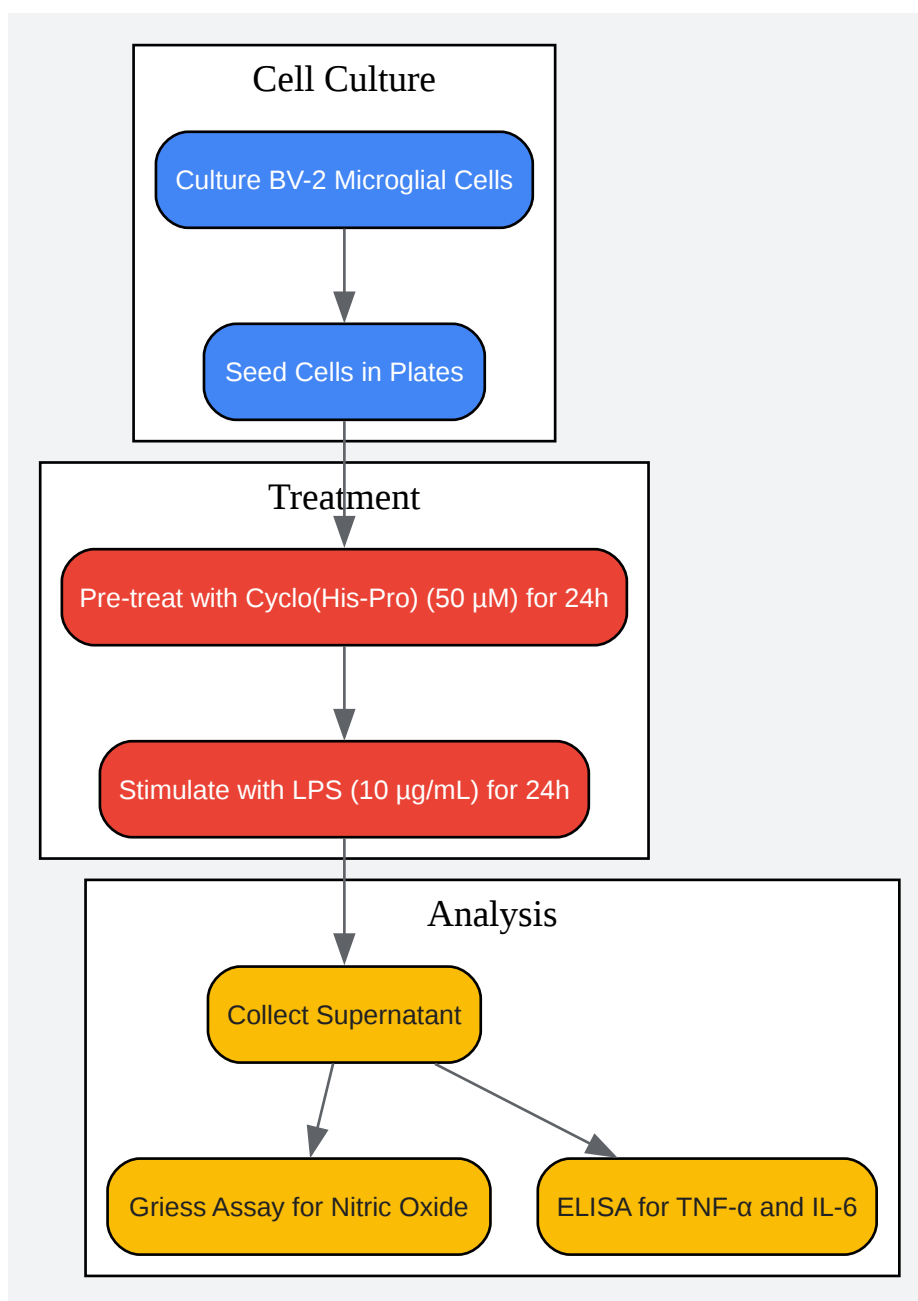 Cell Culture
Culture BV-2 Microglial Cells
Seed Cells in Plates
Treatment
Pre-treat with Cyclo(His-Pro) (50 µM) for 24h
Stimulate with LPS (10 µg/mL) for 24h
Analysis
Collect Supernatant
Griess Assay for Nitric Oxide
ELISA for TNF-α and IL-6